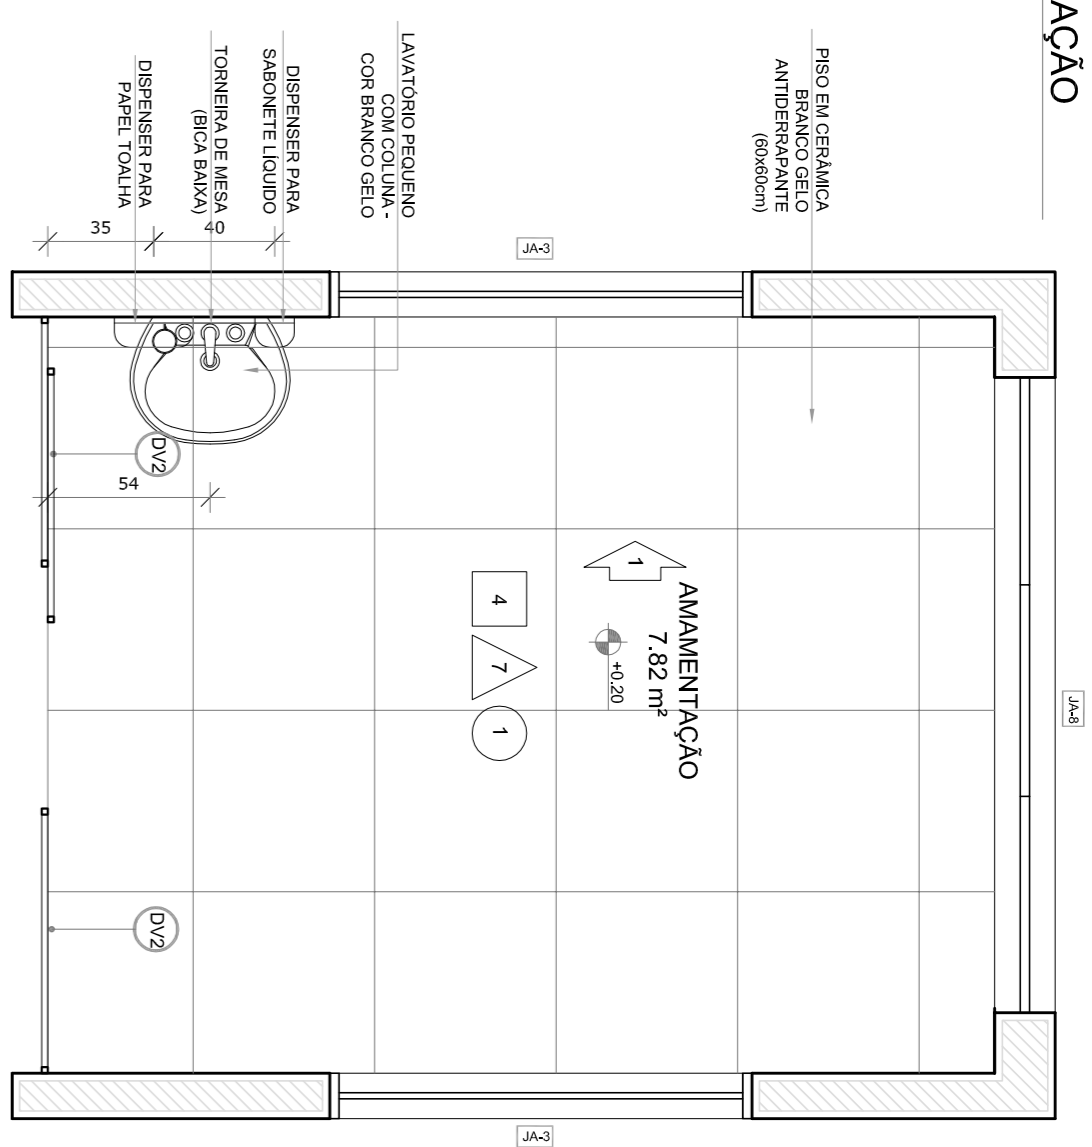 AÇÃO
PISO EM CERÂMICA
BRANCO GELO
ANTIDERRAPANTE
(60x60cm)
LAVATÓRIO PEQUENO
COM COLUNA -
COR BRANCO GELO
DISPENSER PARA
SABONETE LÍQUIDO
TORNEIRA DE MESA
(BICA BAIXA)
DISPENSER PARA
PAPEL TOALHA
35
40
JA-3
JA-8
DV2
54
AMAMENTAÇÃO
7.82 m²
+0.20
1
4
7
1
DV2
JA-3